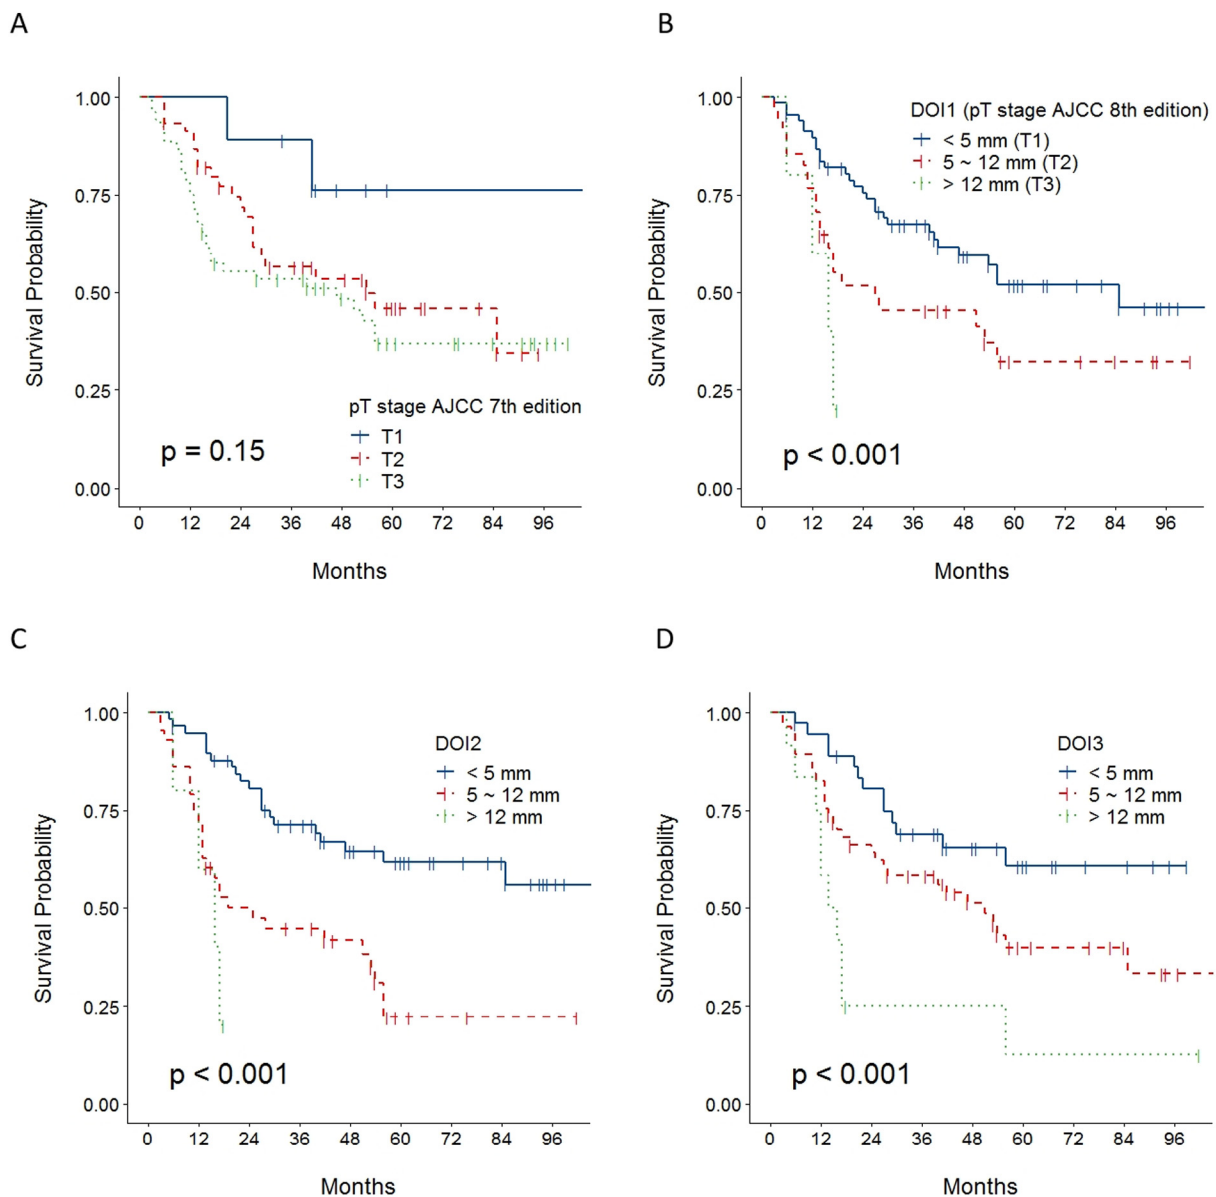 A
1.00
0.75
0.50
0.25
0.00
Survival Probability
pT stage AJCC 7th edition
T1
T2
T3
p = 0.15
0 12 24 36 48 60 72 84 96
Months
B
1.00
0.75
0.50
0.25
0.00
Survival Probability
DOI1 (pT stage AJCC 8th edition)
< 5 mm (T1)
5 ~ 12 mm (T2)
> 12 mm (T3)
p < 0.001
0 12 24 36 48 60 72 84 96
Months
C
1.00
0.75
0.50
0.25
0.00
Survival Probability
DOI2
< 5 mm
5 ~ 12 mm
> 12 mm
p < 0.001
0 12 24 36 48 60 72 84 96
Months
D
1.00
0.75
0.50
0.25
0.00
Survival Probability
DOI3
< 5 mm
5 ~ 12 mm
> 12 mm
p < 0.001
0 12 24 36 48 60 72 84 96
Months